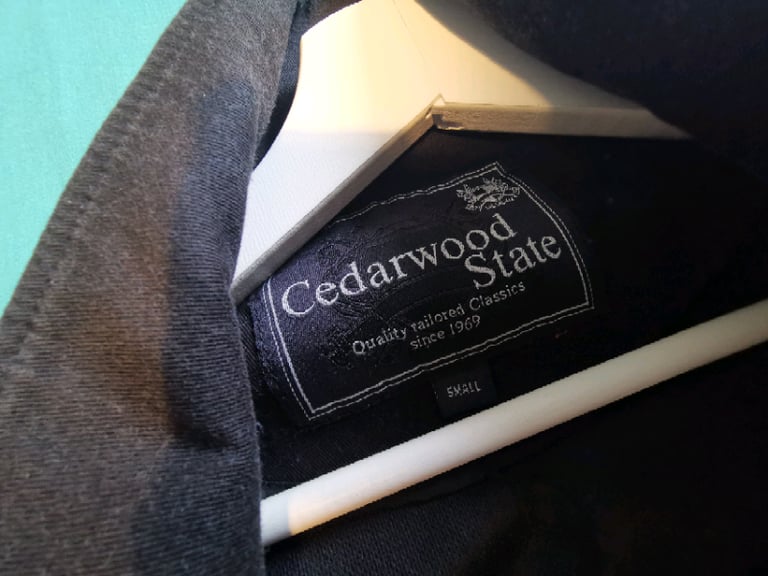 Cedarwood
State
Quality tailored Classics
since 1969
SMALL